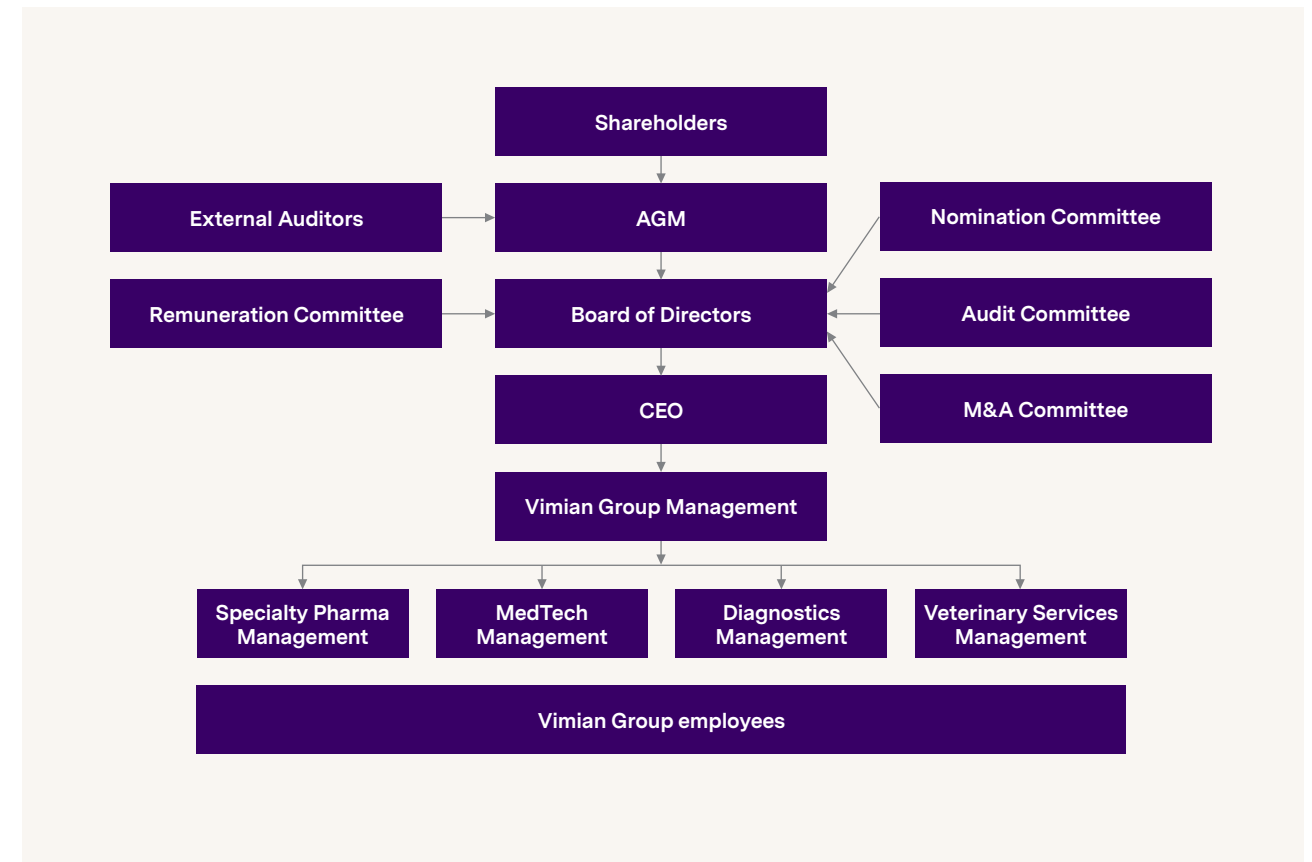 Shareholders
External Auditors
AGM
Nomination Committee
Remuneration Committee
Board of Directors
Audit Committee
CEO
M&A Committee
Vimian Group Management
Specialty Pharma
Management
MedTech
Management
Diagnostics
Management
Veterinary Services
Management
Vimian Group employees